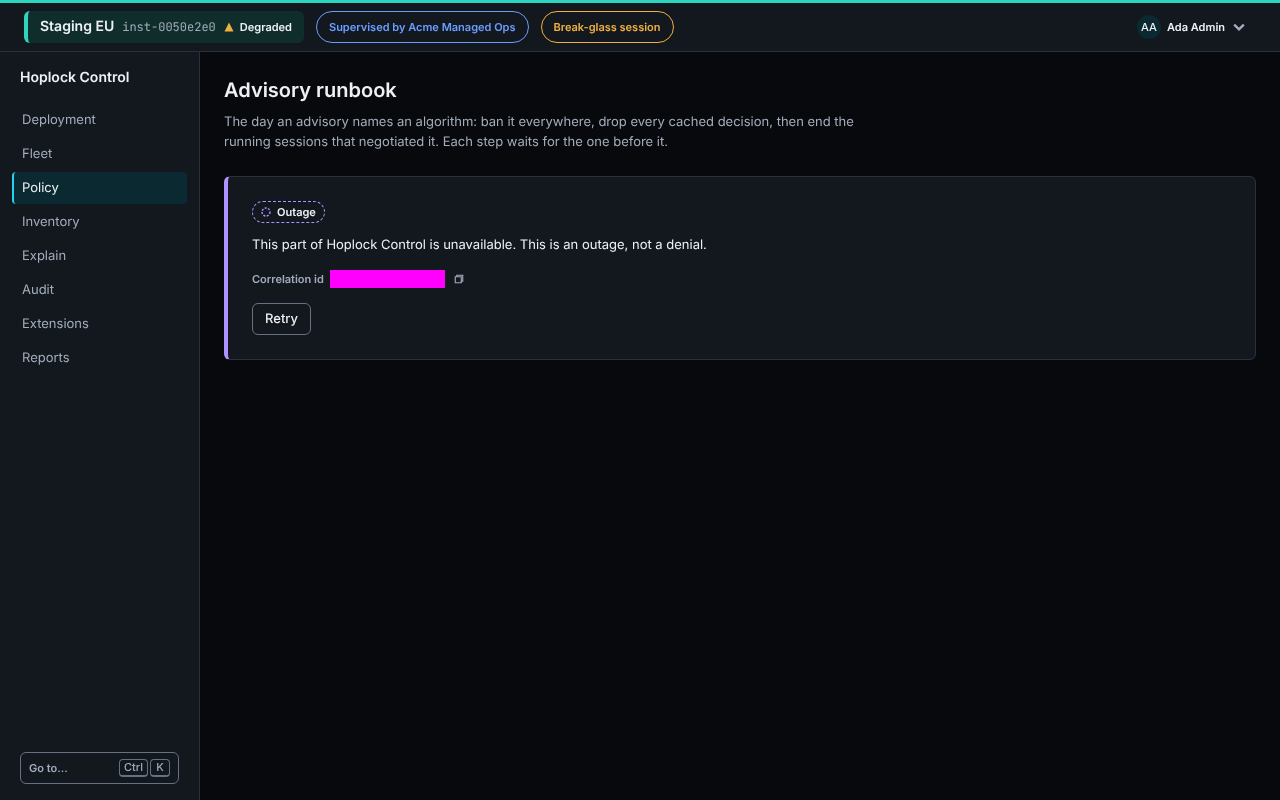 Staging EU inst-0050e2e0 Degraded
Supervised by Acme Managed Ops
Break-glass session
AA Ada Admin
Hoplock Control
Deployment
Fleet
Policy
Inventory
Explain
Audit
Extensions
Reports
Go to...
Ctrl K
Advisory runbook
The day an advisory names an algorithm: ban it everywhere, drop every cached decision, then end the
running sessions that negotiated it. Each step waits for the one before it.
Outage
This part of Hoplock Control is unavailable. This is an outage, not a denial.
Correlation id
Retry